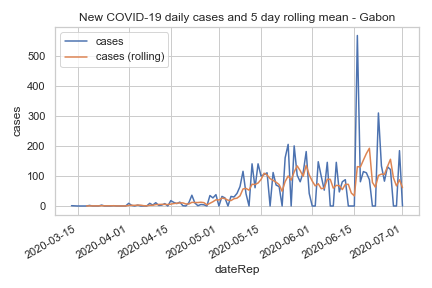 New COVID-19 daily cases and 5 day rolling mean - Gabon
cases
cases (rolling)
500
400
300
200
100
0
cases
2020-03-15
2020-04-01
2020-04-15
2020-05-01
2020-05-15
2020-06-01
2020-06-15
2020-07-01
dateRep